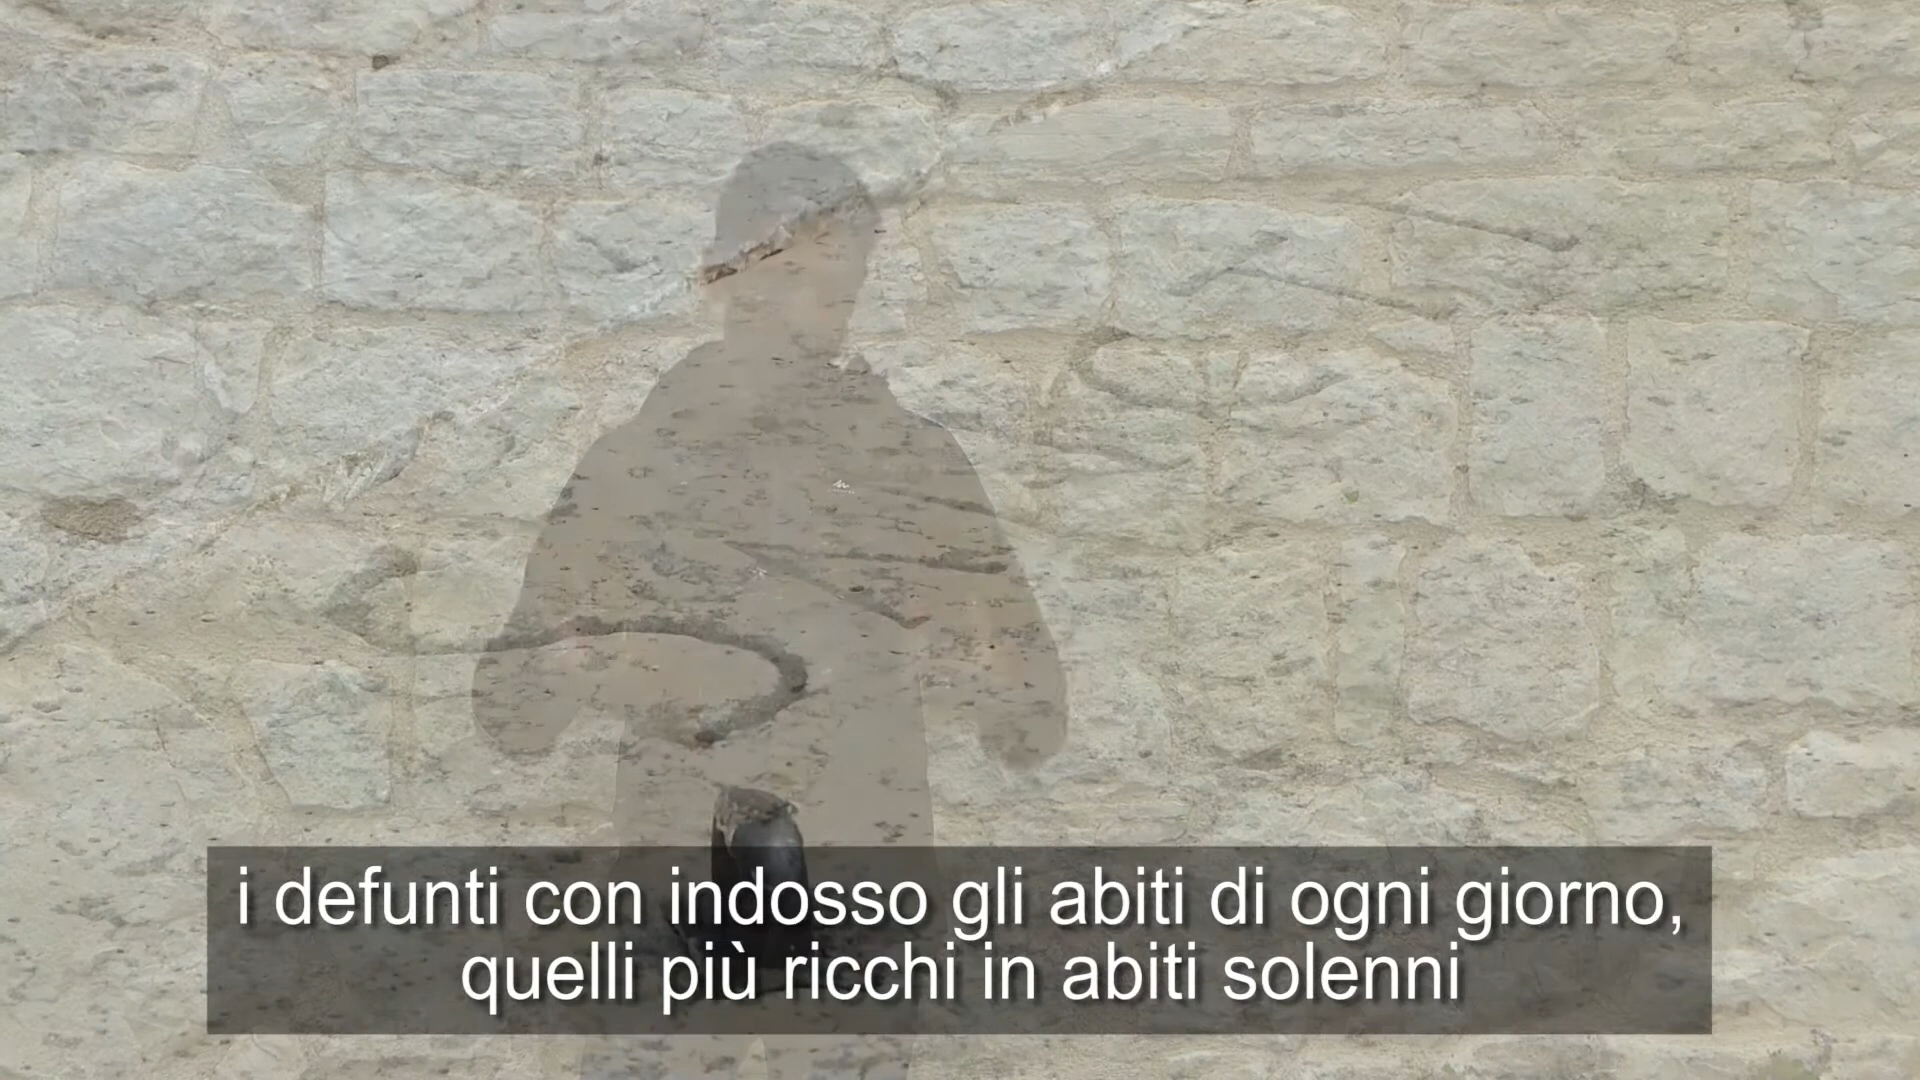 i defunti con indosso gli abiti di ogni giorno,
quelli più ricchi in abiti solenni